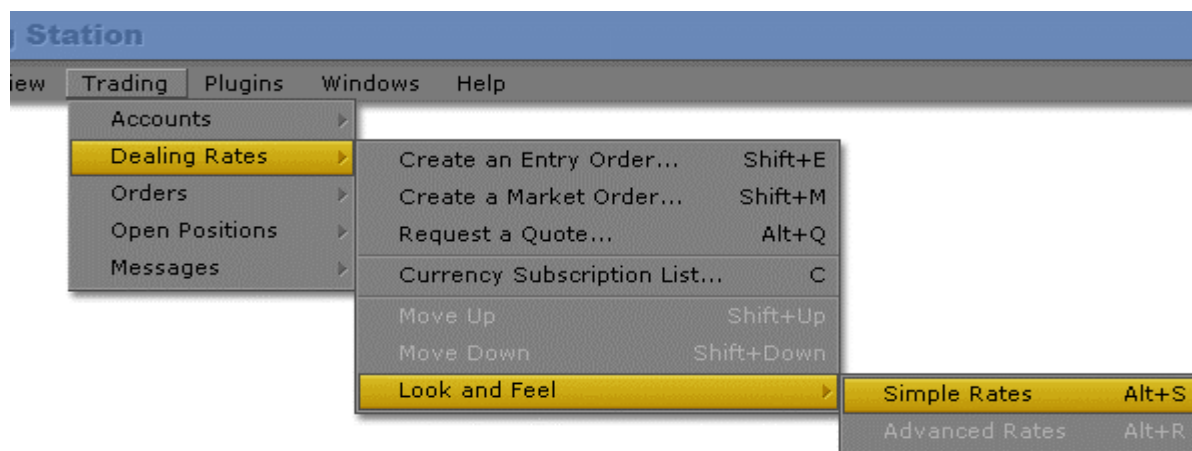 Station
iew Trading Plugins Windows Help
Accounts
Dealing Rates
Create an Entry Order... Shift+E
Orders
Create a Market Order... Shift+M
Open Positions
Request a Quote... Alt+Q
Messages
Currency Subscription List... C
Move Up Shift+Up
Move Down Shift+Down
Look and Feel
Simple Rates Alt+S
Advanced Rates Alt+R